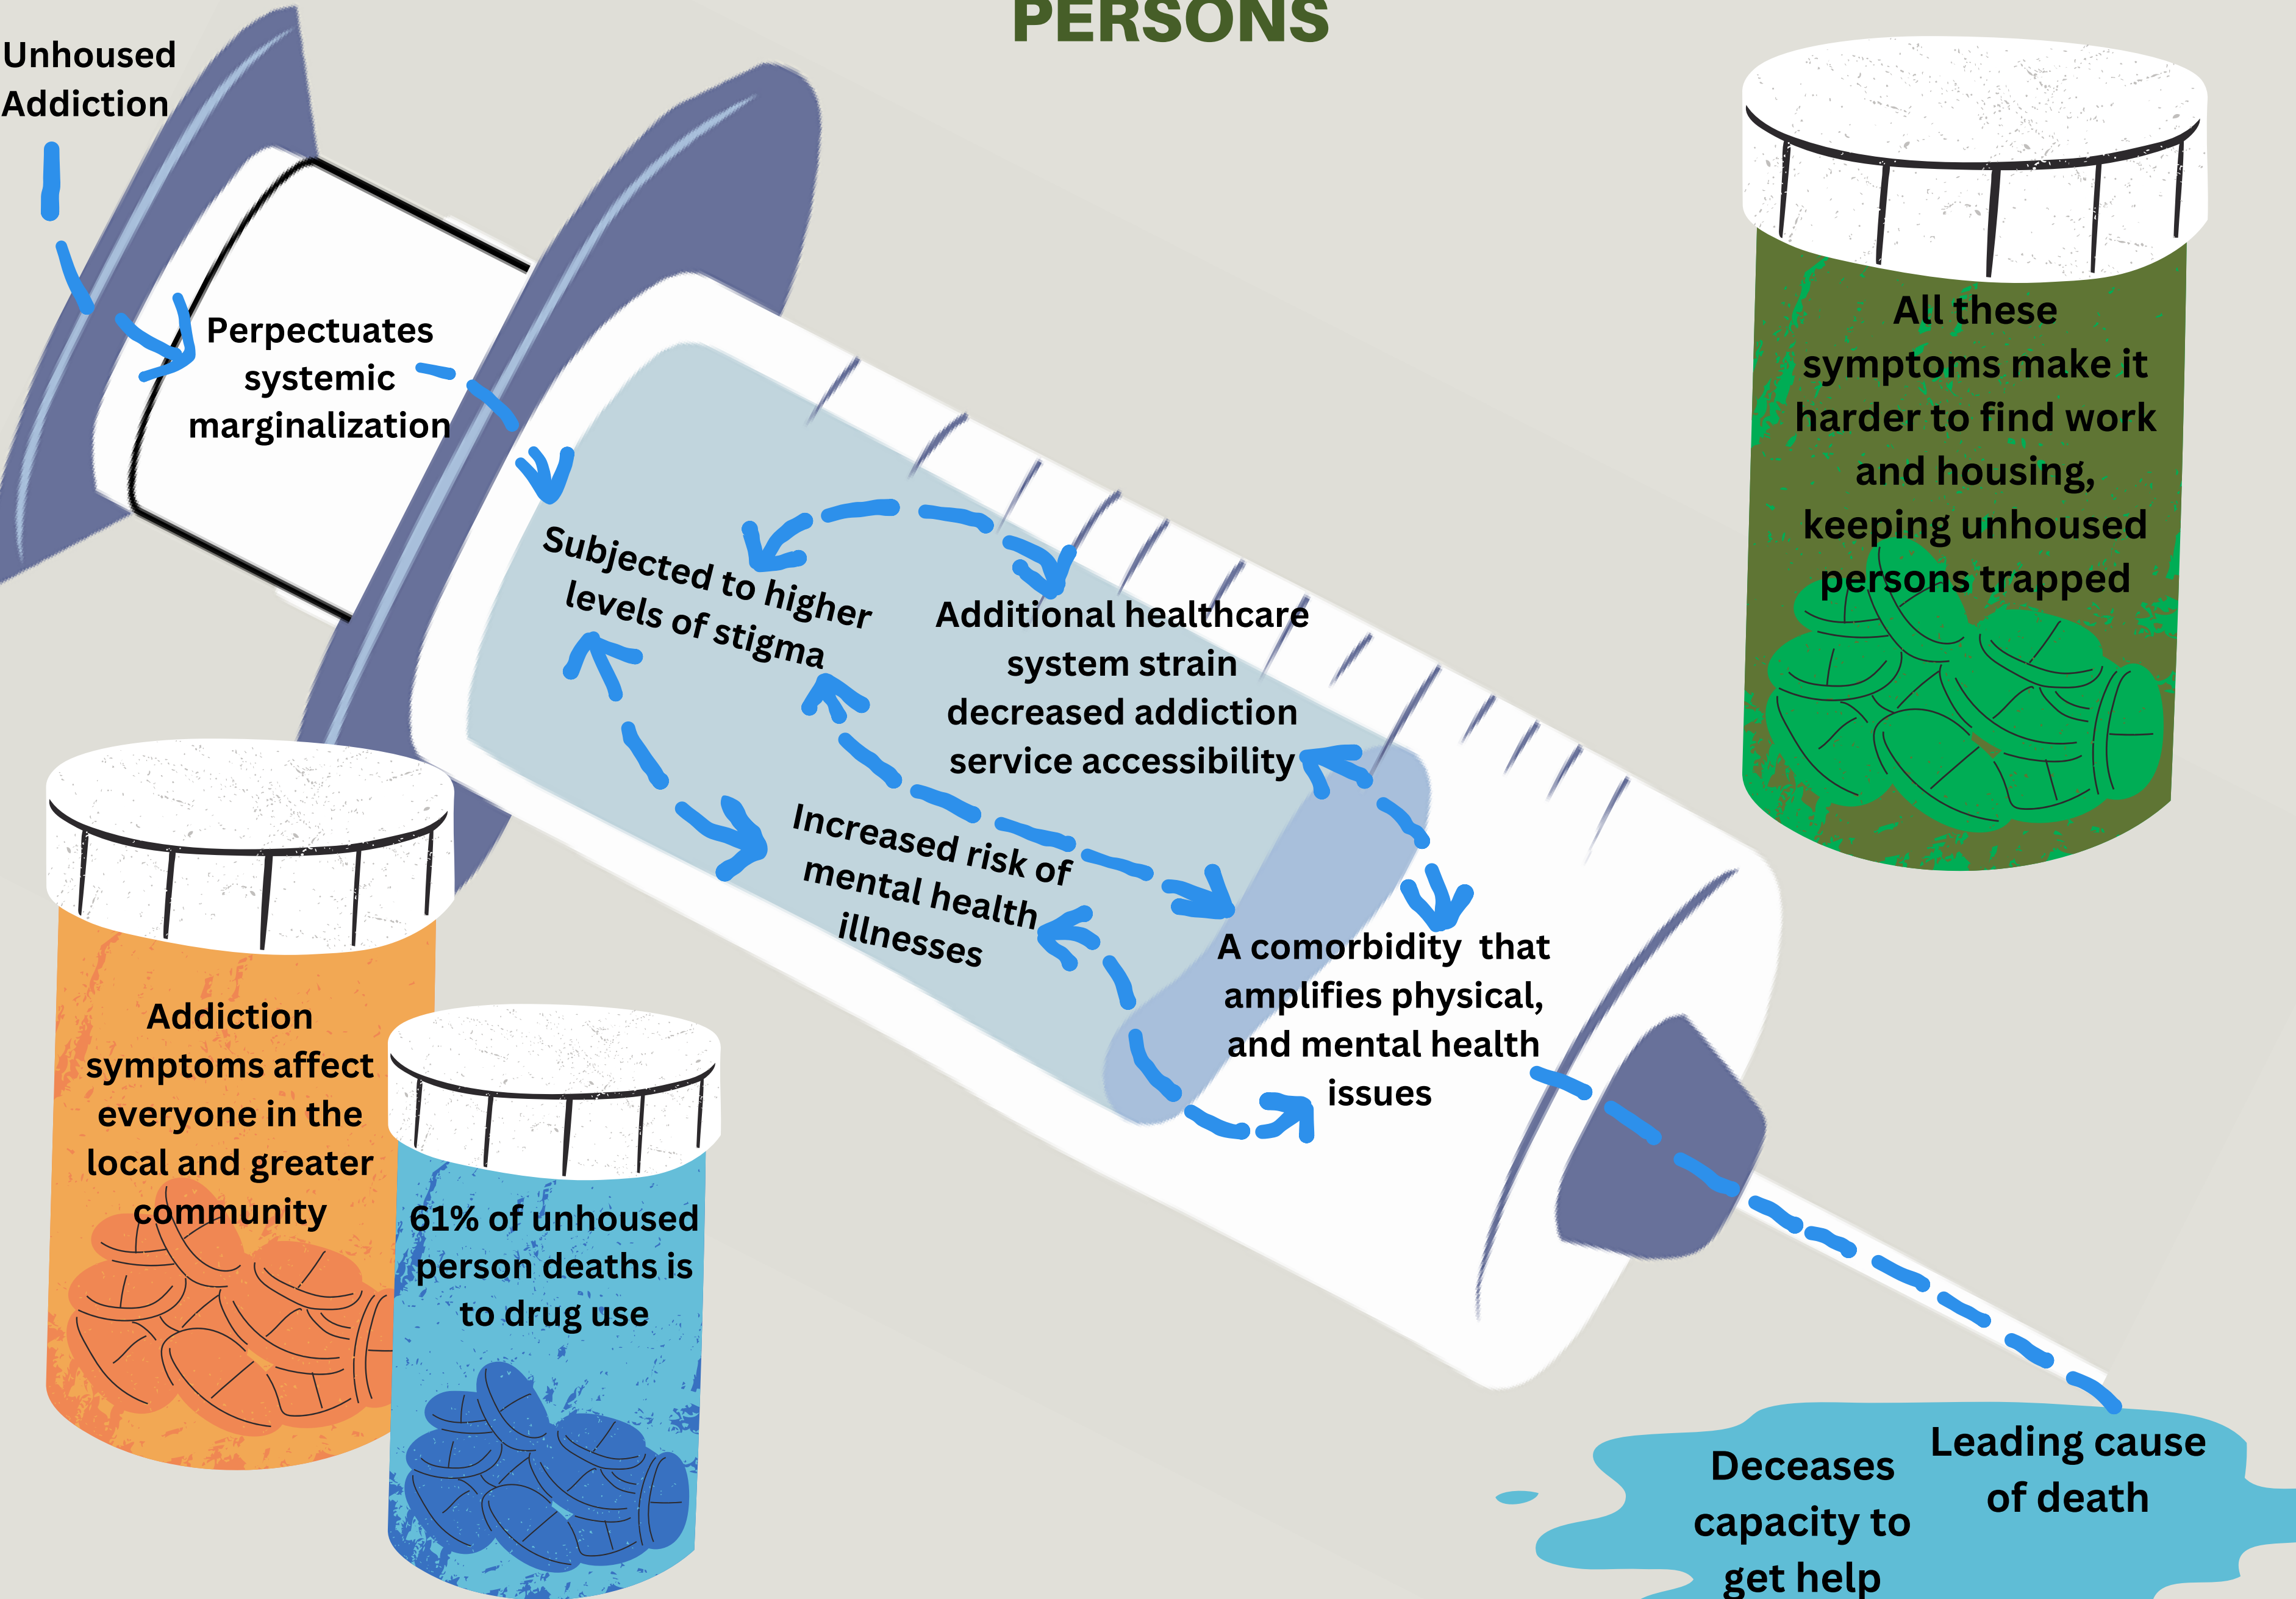 PERSONS
Unhoused
Addiction
Perpectuates
systemic
marginalization
Subjected to higher
levels of stigma
Additional healthcare
system strain
decreased addiction
service accessibility
Increased risk of
mental health
illnesses
A comorbidity that
amplifies physical,
and mental health
issues
All these
symptoms make it
harder to find work
and housing,
keeping unhoused
persons trapped
Addiction
symptoms affect
everyone in the
local and greater
community
61% of unhoused
person deaths is
to drug use
Leading cause
of death
Deceases
capacity to
get help